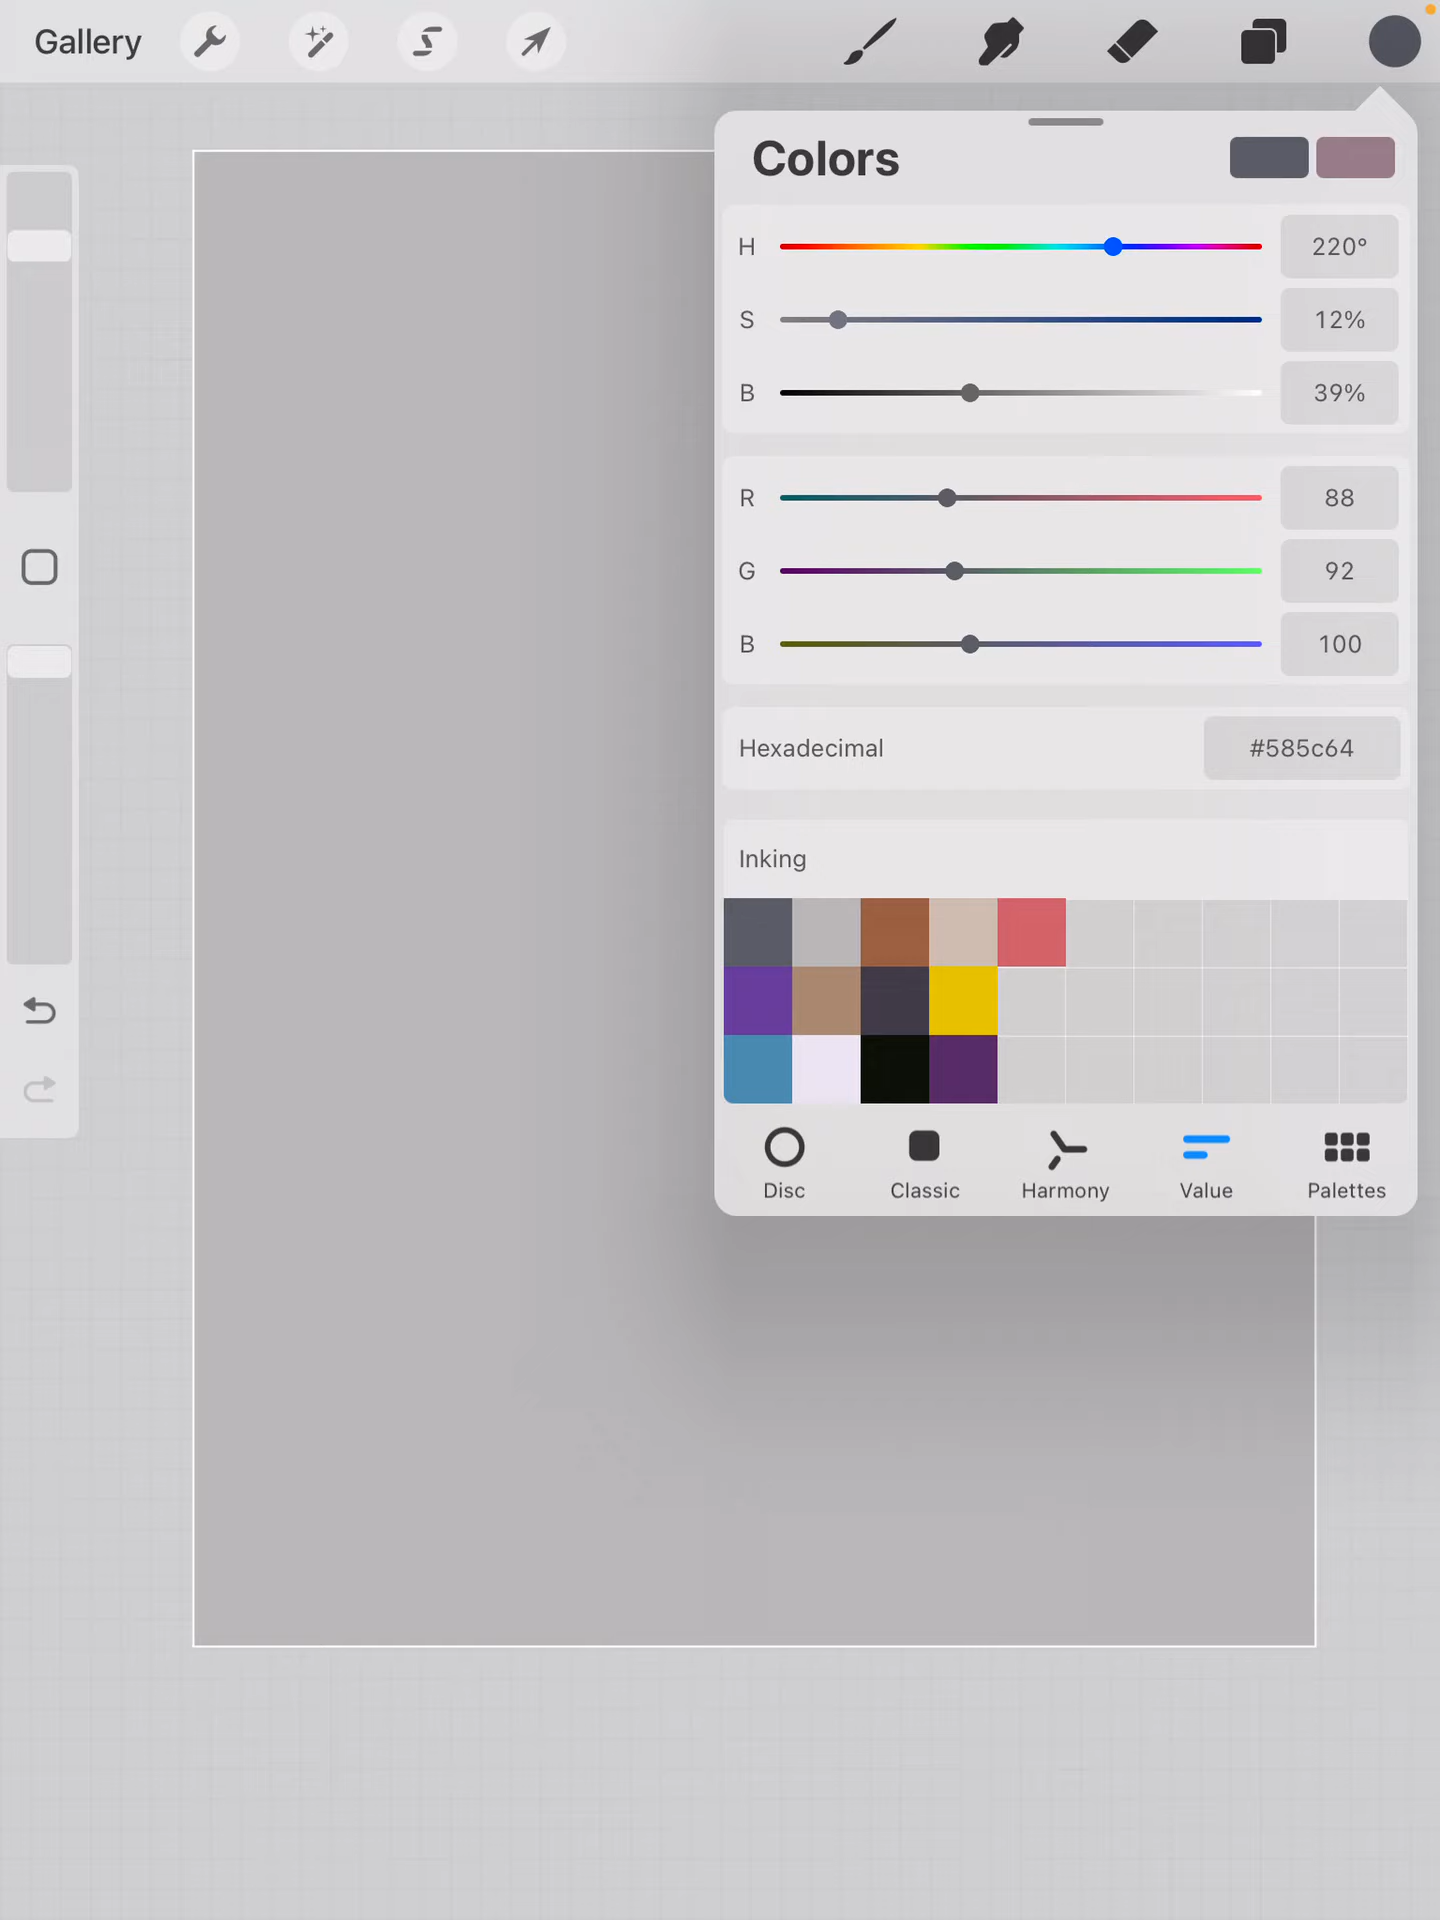 Gallery
Colors
H 220°
S 12%
B 39%
R 88
G 92
B 100
Hexadecimal #585c64
Inking
Disc Classic Harmony Value Palettes